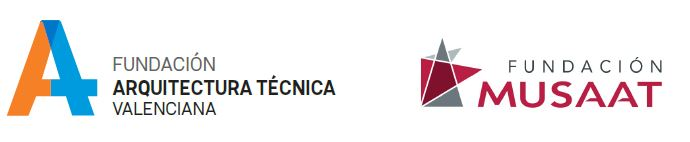 FUNDACIÓN
ARQUITECTURA TÉCNICA
VALENCIANA
FUNDACIÓN
MUSAAT